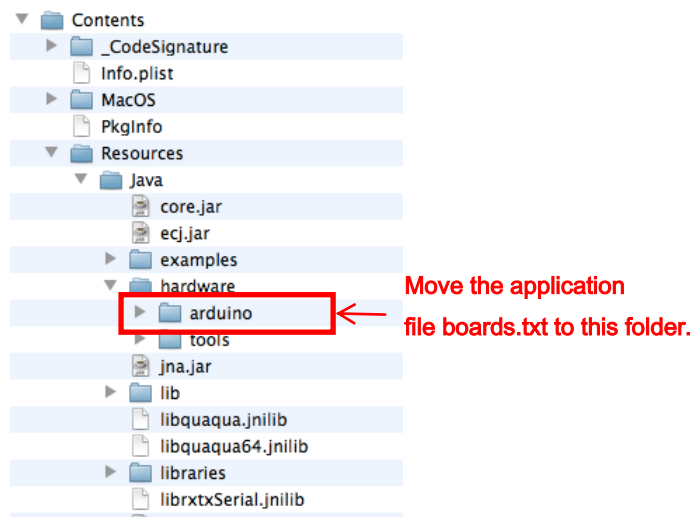 Contents
_CodeSignature
Info.plist
MacOS
PkgInfo
Resources
Java
core.jar
ecj.jar
examples
hardware
arduino
tools
jna.jar
lib
libquaqua.jnilib
libquaqua64.jnilib
libraries
librxtxSerial.jnilib
Move the application
file boards.txt to this folder.